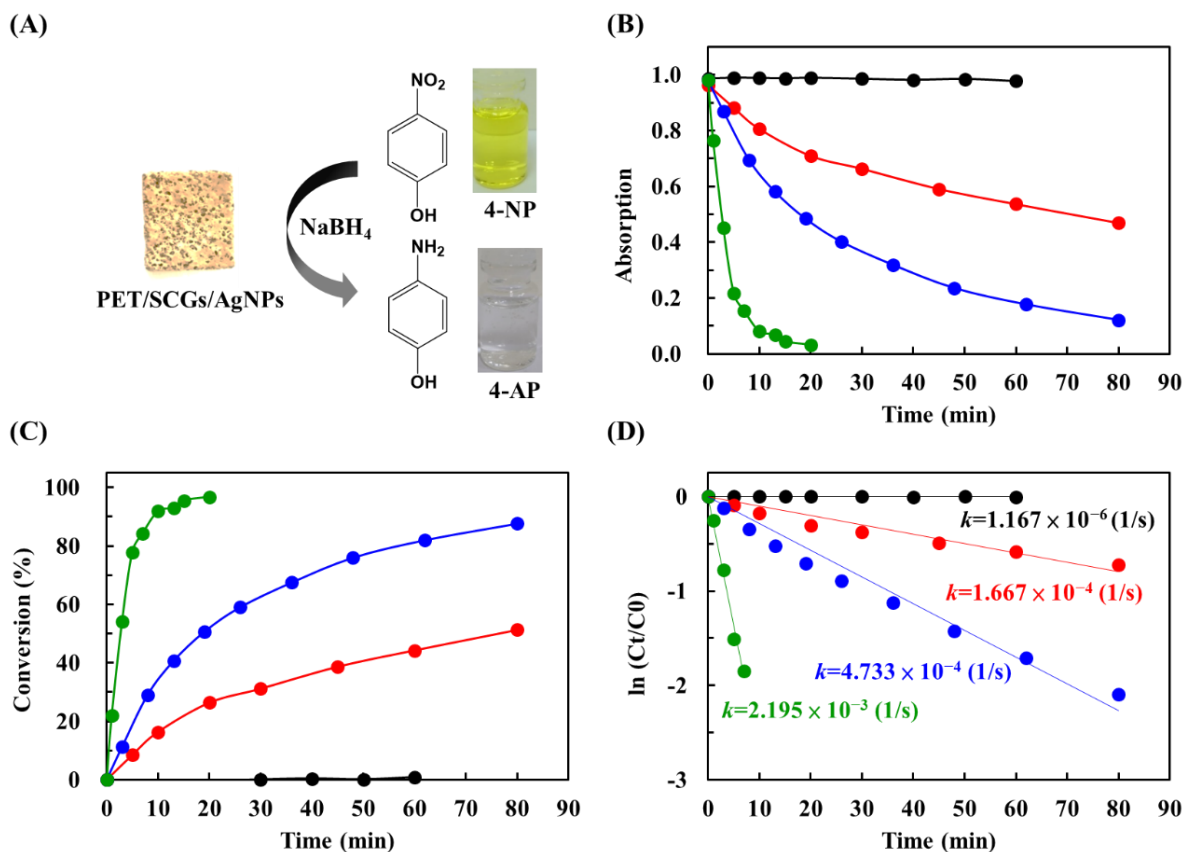 (A)
NO₂
OH
4-NP
NaBH₄
NH₂
OH
4-AP
PET/SCGs/AgNPs
(B)
Absorption
1.0
0.8
0.6
0.4
0.2
0.0
0 10 20 30 40 50 60 70 80 90
Time (min)
(C)
Conversion (%)
100
80
60
40
20
0
0 10 20 30 40 50 60 70 80 90
Time (min)
(D)
ln (Ct/C0)
0
-1
-2
-3
k=1.167 × 10⁻⁶ (1/s)
k=1.667 × 10⁻⁴ (1/s)
k=4.733 × 10⁻⁴ (1/s)
k=2.195 × 10⁻³ (1/s)
0 10 20 30 40 50 60 70 80 90
Time (min)